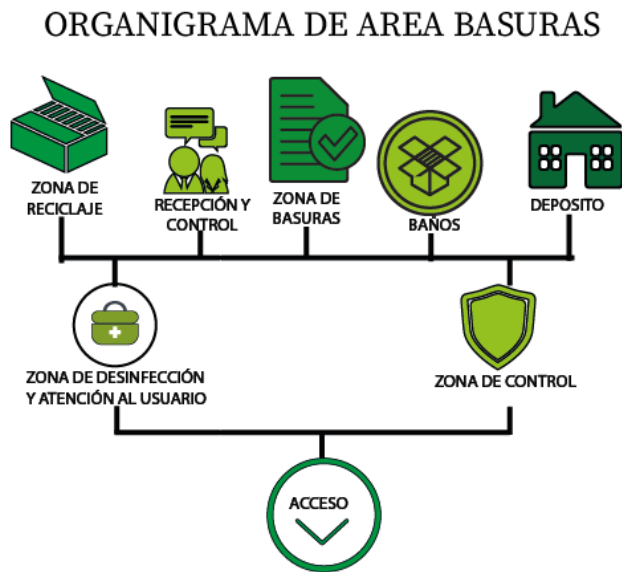 ORGANIGRAMA DE AREA BASURAS
ZONA DE
RECICLAJE
RECEPCIÓN Y
CONTROL
ZONA DE
BASURAS
BAÑOS
DEPOSITO
ZONA DE DESINFECCIÓN
Y ATENCIÓN AL USUARIO
ZONA DE CONTROL
ACCESO